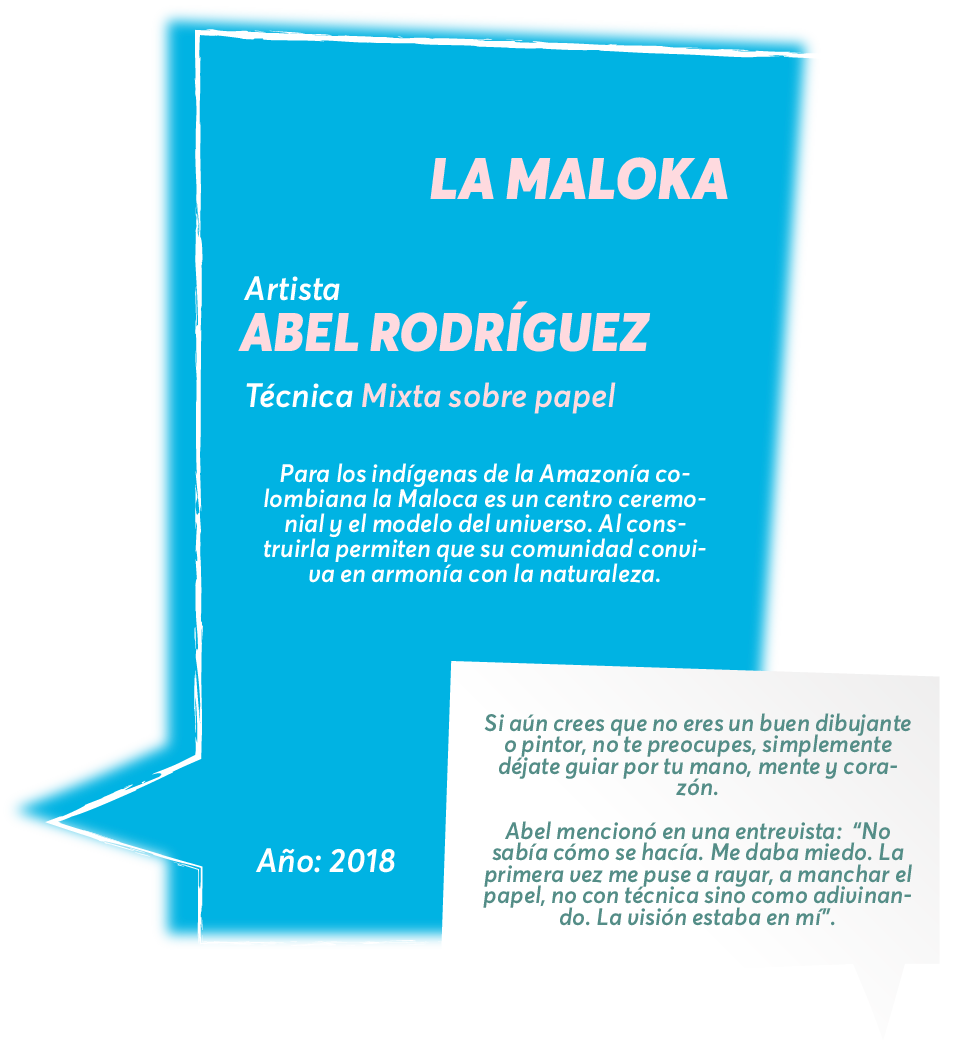 LA MALOKA
Artista
ABEL RODRÍGUEZ
Técnica Mixta sobre papel
Para los indígenas de la Amazonía co-
lombiana la Maloca es un centro ceremo-
nial y el modelo del universo. Al cons-
truirla permiten que su comunidad convi-
va en armonía con la naturaleza.
Año: 2018
Si aún crees que no eres un buen dibujante
o pintor, no te preocupes, simplemente
déjate guiar por tu mano, mente y cora-
zón.
Abel mencionó en una entrevista:  “No
sabía cómo se hacía. Me daba miedo. La
primera vez me puse a rayar, a manchar el
papel, no con técnica sino como adivinan-
do. La visión estaba en mí”.